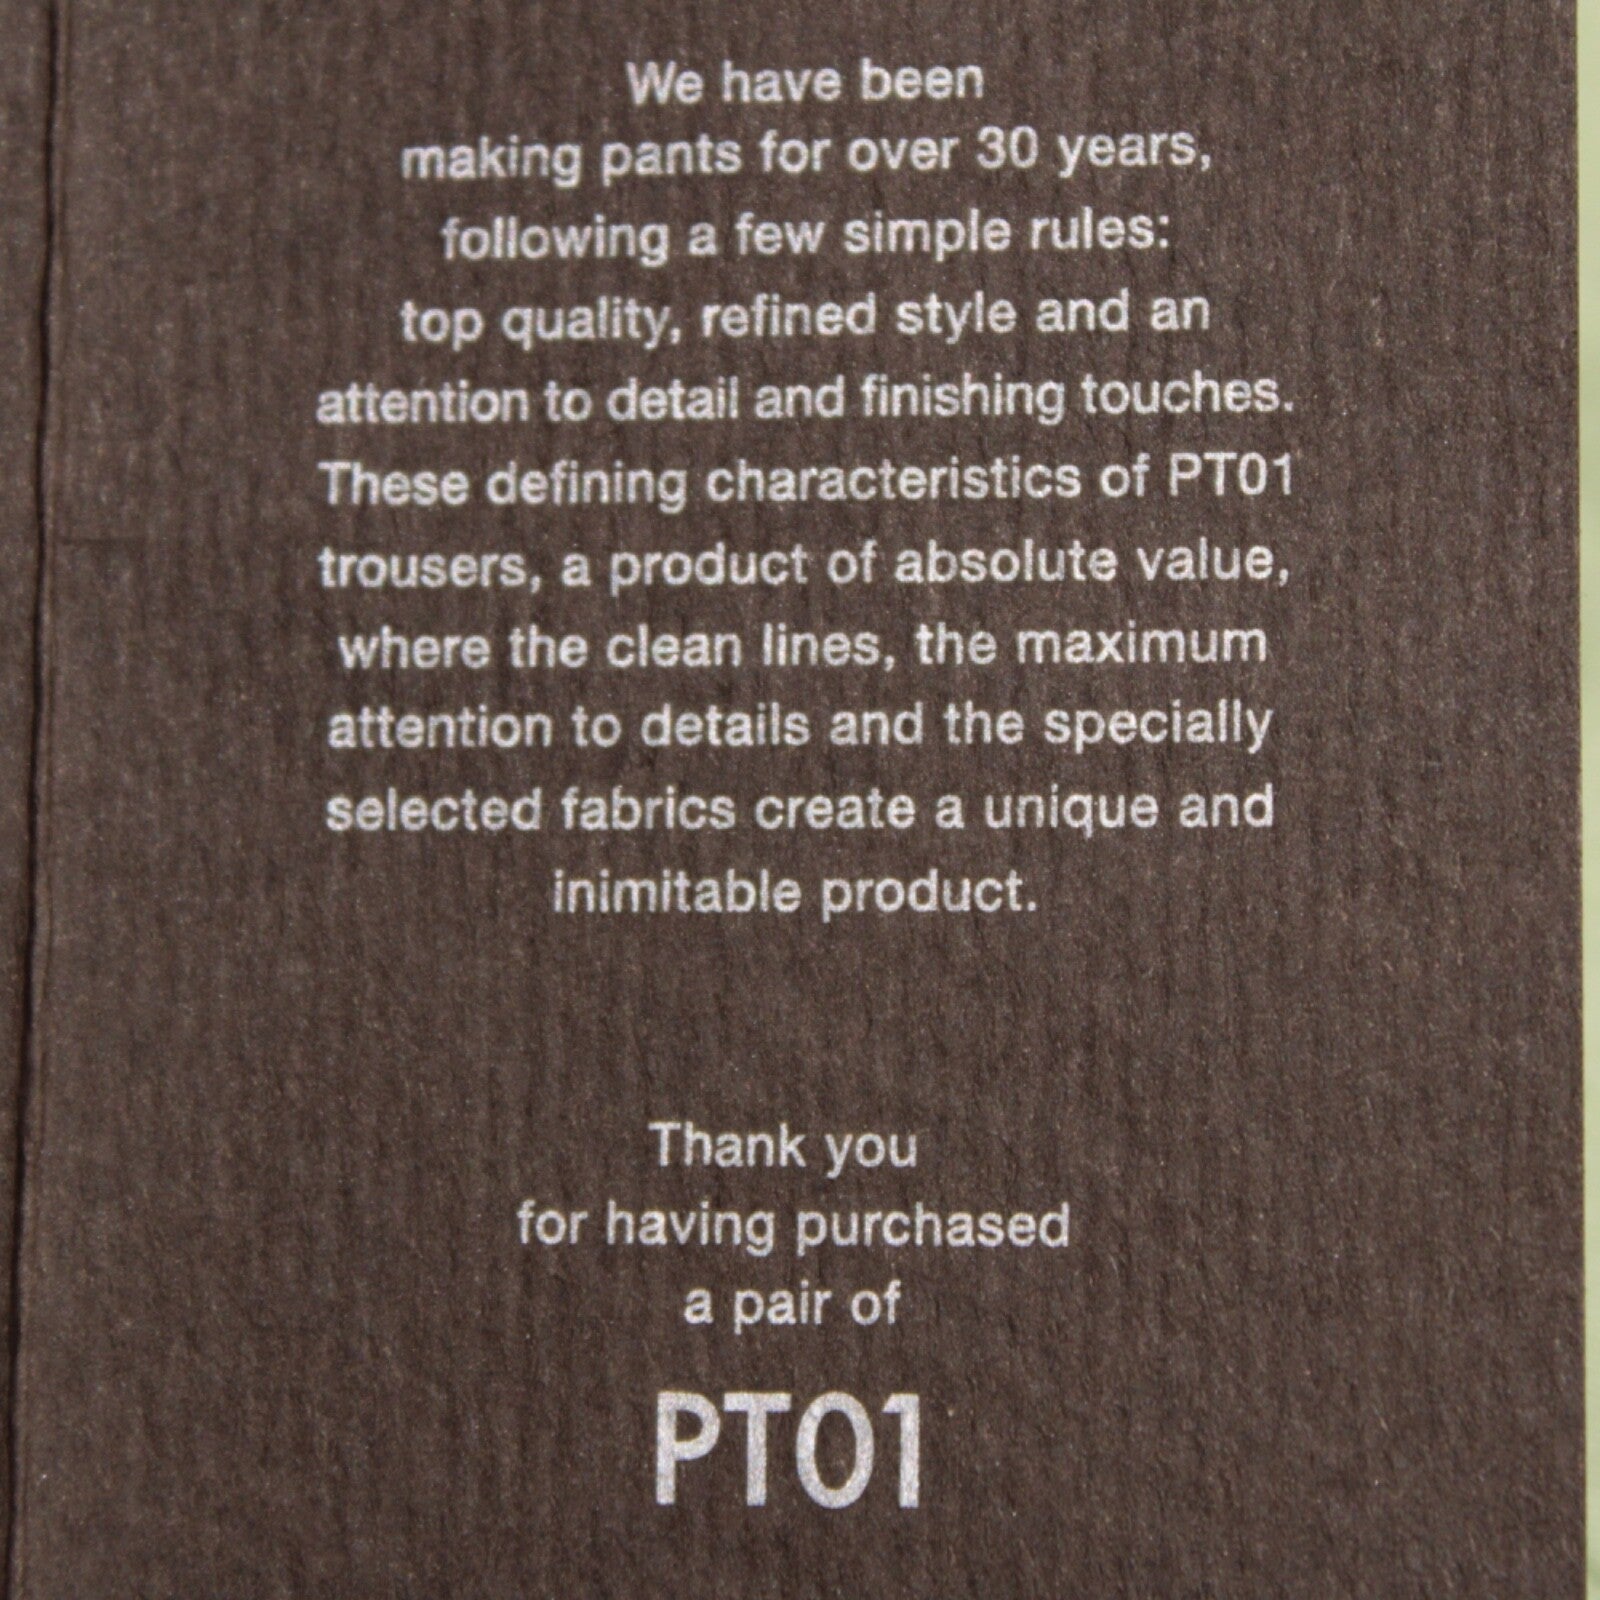 We have been
making pants for over 30 years,
following a few simple rules:
top quality, refined style and an
attention to detail and finishing touches.
These defining characteristics of PT01
trousers, a product of absolute value,
where the clean lines, the maximum
attention to details and the specially
selected fabrics create a unique and
inimitable product.
Thank you
for having purchased
a pair of
PT01